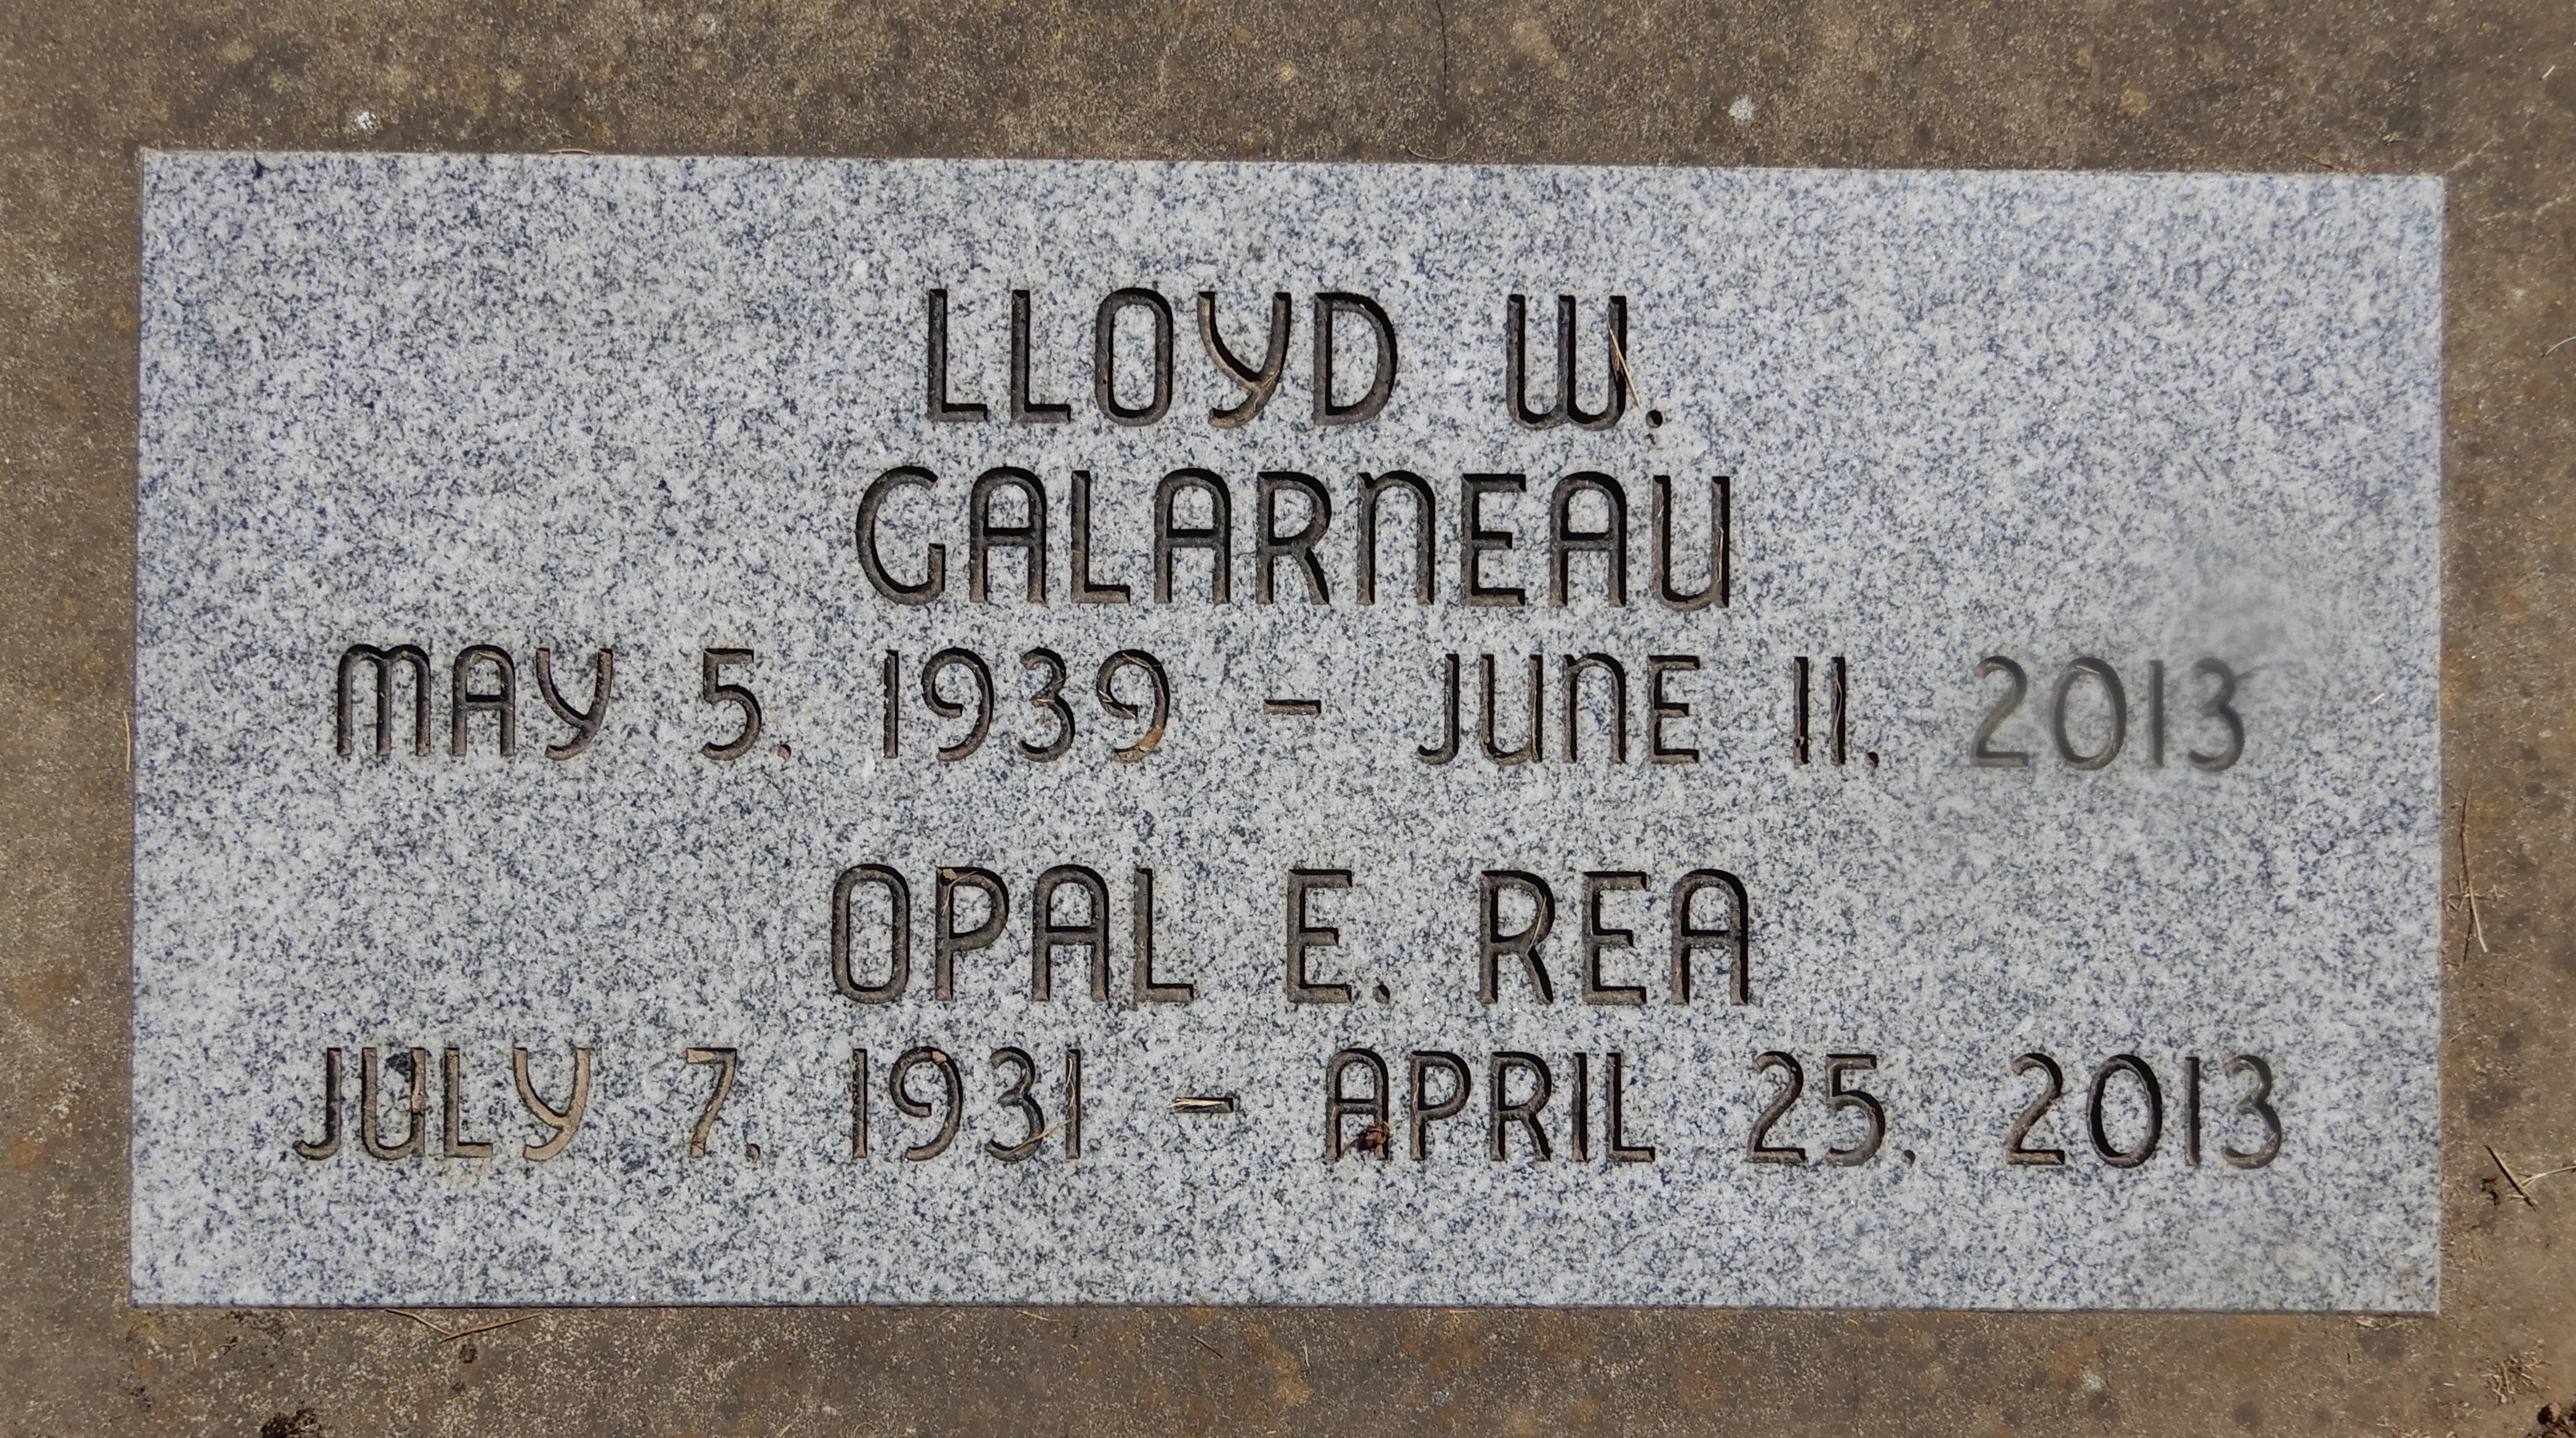 LLOYD W.
GALARNEAU
MAY 5, 1939 - JUNE 11, 2013
OPAL E. REA
JULY 7, 1931 - APRIL 25, 2013